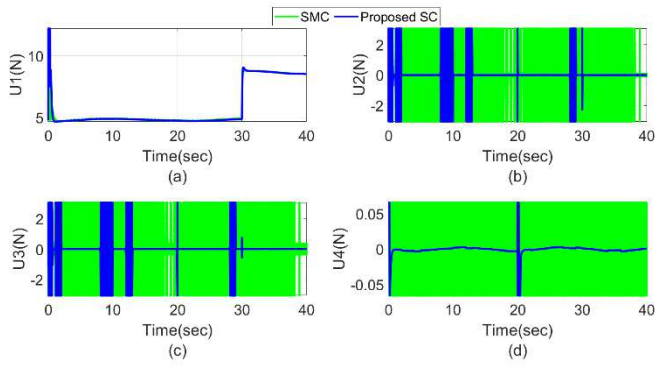 SMC Proposed SC
U1(N)
10
5
0 10 20 30 40
Time(sec)
(a)
U2(N)
2
0
-2
0 10 20 30 40
Time(sec)
(b)
U3(N)
2
0
-2
0 10 20 30 40
Time(sec)
(c)
U4(N)
0.05
0
-0.05
0 10 20 30 40
Time(sec)
(d)